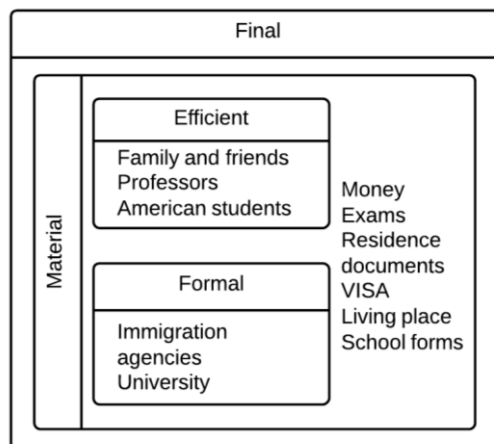 Final
Material
Efficient
Family and friends
Professors
American students
Formal
Immigration
agencies
University
Money
Exams
Residence
documents
VISA
Living place
School forms